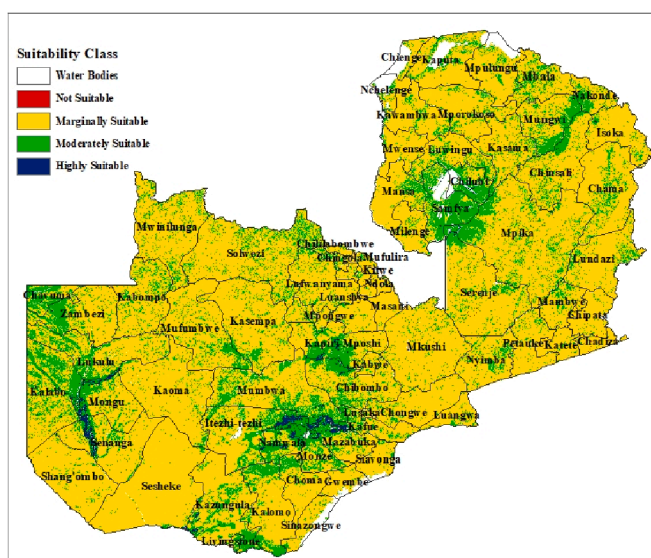 Suitability Class
Water Bodies
Not Suitable
Marginally Suitable
Moderately Suitable
Highly Suitable
Chienge
Kaputa
Mpulungu
Mbala
Nchelenge
Nakonde
Kawambwa
Mporokoso
Mungwi
Isoka
Mwense
Luwingu
Kasama
Chinsali
Mansa
Chilubi
Chama
Samfya
Milenge
Mpika
Mwinilunga
Solwezi
Chililabombwe
Chingola
Mufulira
Kitwe
Lundazi
Lufwanyama
Ndola
Luanshya
Masaiti
Serenje
Mambwe
Chipata
Chavuma
Zambezi
Kabompo
Mufumbwe
Kasempa
Mpongwe
Kapiri Mposhi
Mkushi
Nyimba
Petauke
Katete
Chadiza
Lukulu
Kabwe
Kalabo
Mongu
Kaoma
Mumbwa
Chibombo
Itezhi-tezhi
Lusaka
Chongwe
Luangwa
Kafue
Senanga
Namwala
Mazabuka
Monze
Siavonga
Shang'ombo
Sesheke
Choma
Gwembe
Kazungula
Kalomo
Sinazongwe
Livingstone